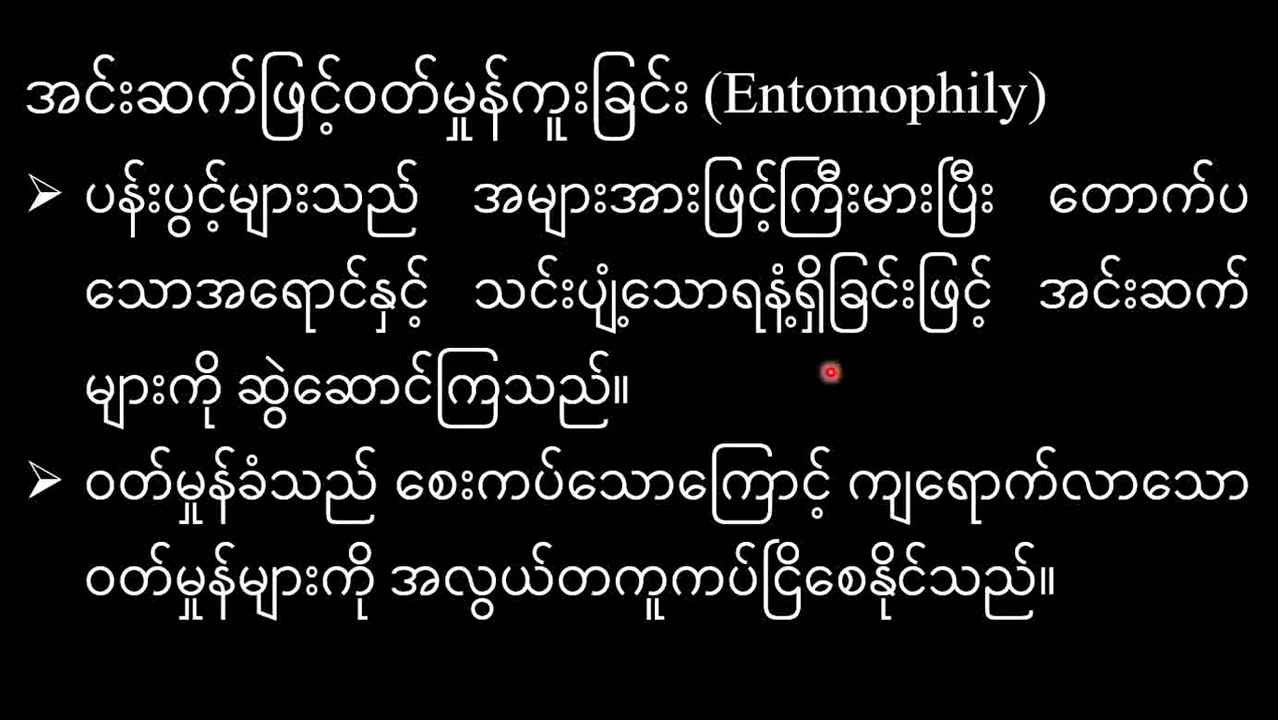 အင်းဆက်ဖြင့်ဝတ်မှုန်ကူးခြင်း (Entomophily)
➢ ပန်းပွင့်များသည် အများအားဖြင့်ကြီးမားပြီး တောက်ပ
သောအရောင်နှင့် သင်းပျံ့သောရနံ့ရှိခြင်းဖြင့် အင်းဆက်
များကို ဆွဲဆောင်ကြသည်။
➢ ဝတ်မှုန်ခံသည် စေးကပ်သောကြောင့် ကျရောက်လာသော
ဝတ်မှုန်များကို အလွယ်တကူကပ်ငြိစေနိုင်သည်။